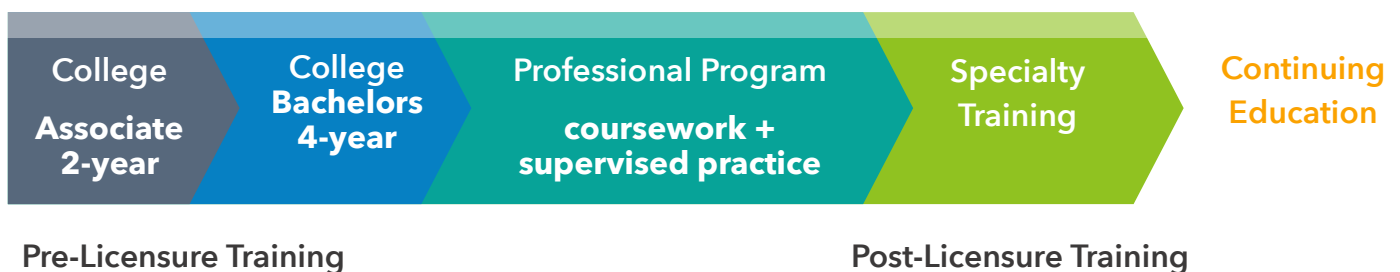 College
Associate
2-year
College
Bachelors
4-year
Professional Program
coursework +
supervised practice
Specialty
Training
Continuing
Education
Pre-Licensure Training
Post-Licensure Training